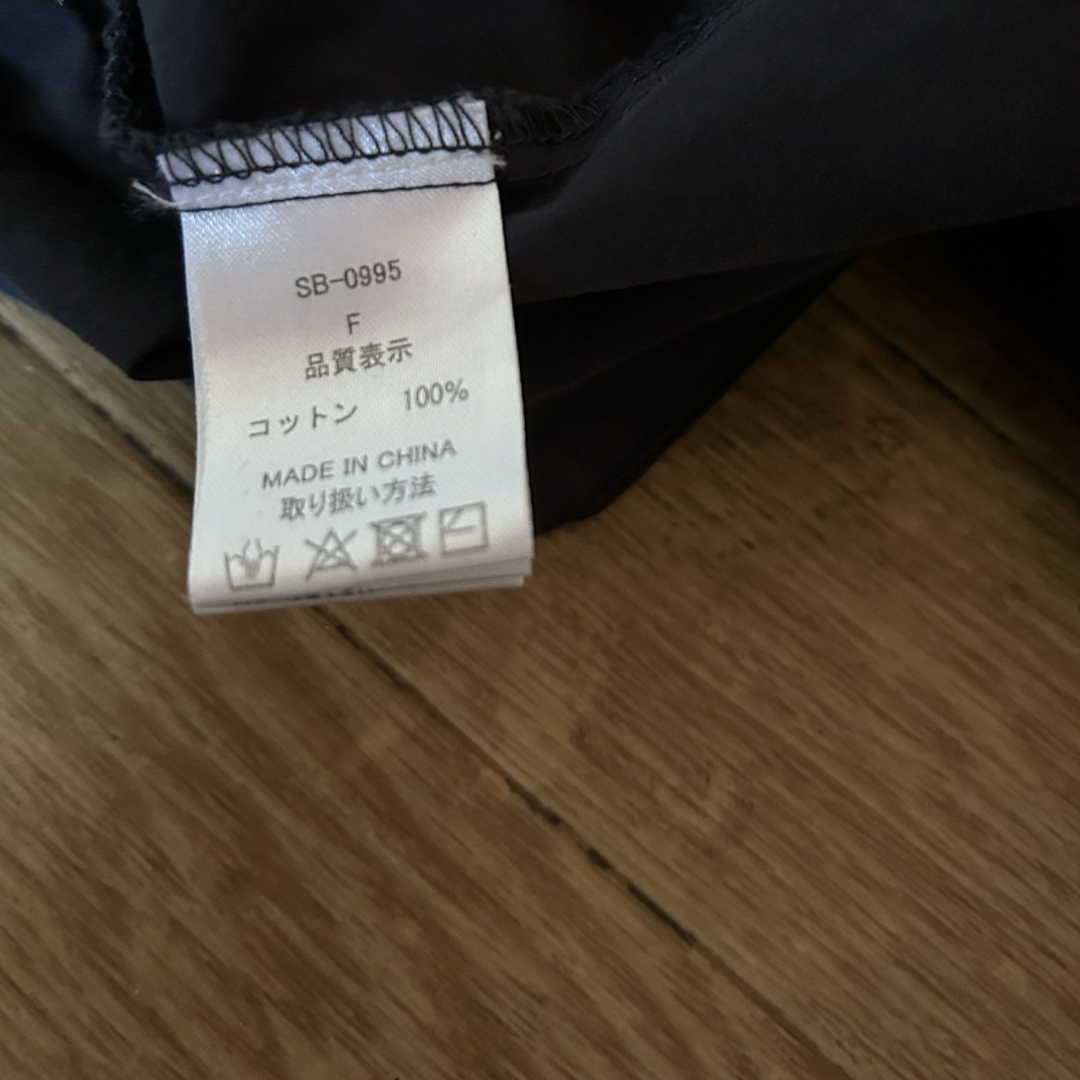 SB-0995
F
品質表示
コットン 100%
MADE IN CHINA
取り扱い方法